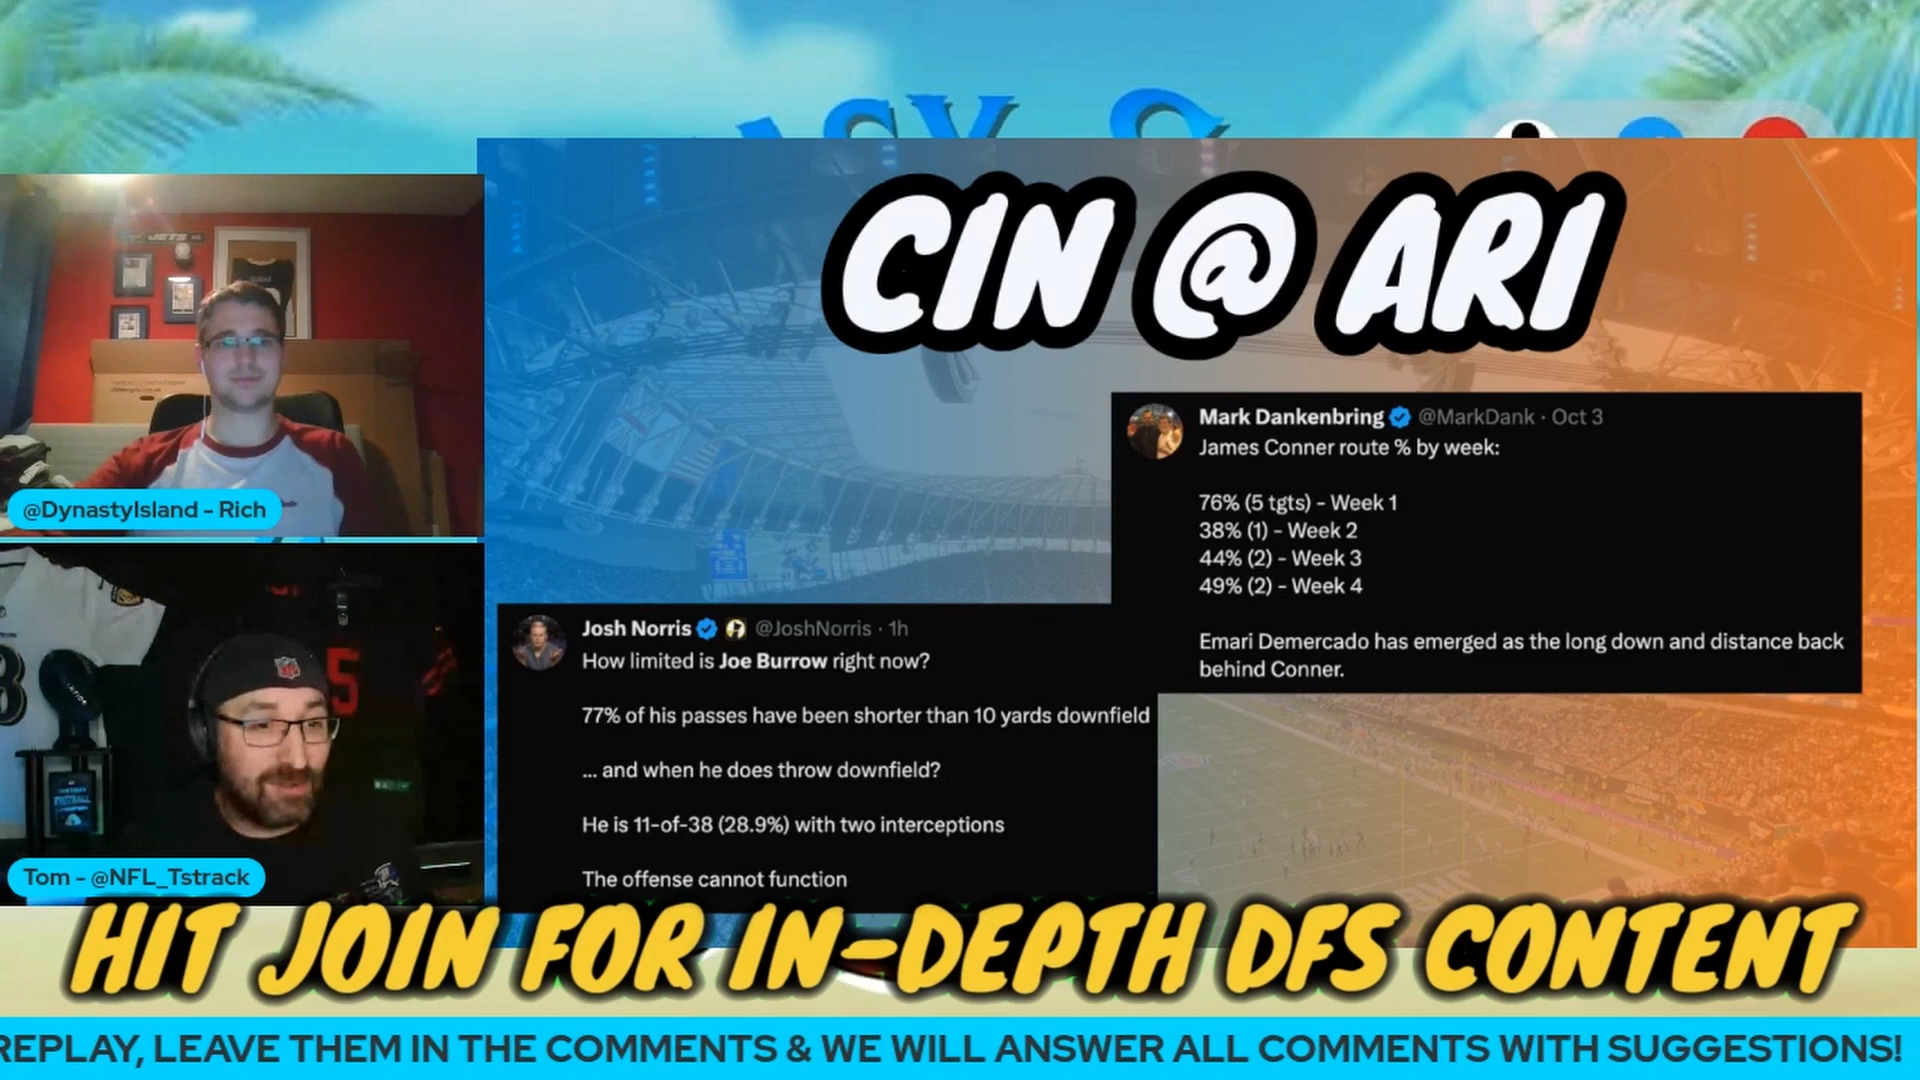 CIN @ ARI
JETS
@DynastyIsland - Rich
Mark Dankenbring @MarkDank · Oct 3
James Conner route % by week:
76% (5 tgts) - Week 1
38% (1) - Week 2
44% (2) - Week 3
49% (2) - Week 4
Emari Demercado has emerged as the long down and distance back
behind Conner.
Josh Norris @JoshNorris · 1h
How limited is Joe Burrow right now?
77% of his passes have been shorter than 10 yards downfield
... and when he does throw downfield?
He is 11-of-38 (28.9%) with two interceptions
The offense cannot function
Tom - @NFL_Tstrack
HIT JOIN FOR IN-DEPTH DFS CONTENT
REPLAY, LEAVE THEM IN THE COMMENTS & WE WILL ANSWER ALL COMMENTS WITH SUGGESTIONS!